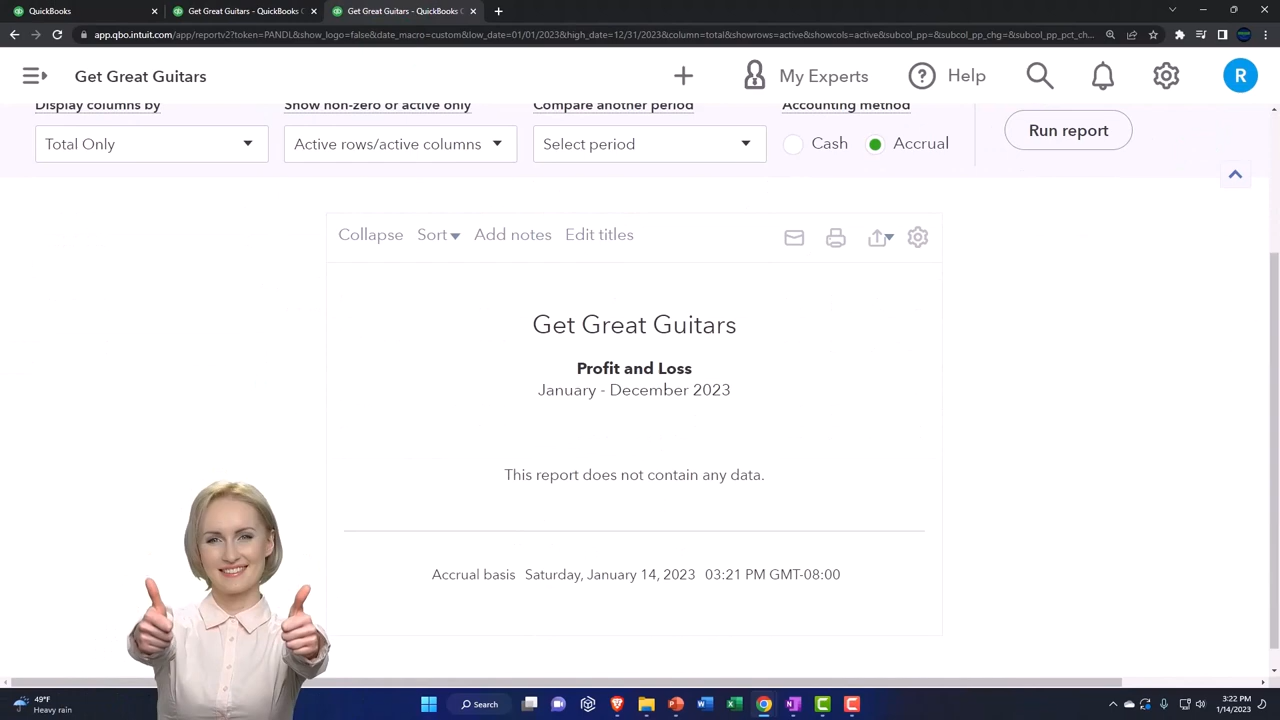 QuickBooks
Get Great Guitars - QuickBooks C
Get Great Guitars - QuickBooks C
app.qbo.intuit.com/app/reportv2?token=PANDL&show_logo=false&date_macro=custom&low_date=01/01/2023&high_date=12/31/2023&column=total&showrows=active&showcols=active&subcol_pp=&subcol_pp_chg=&subcol_pp_pct_ch...
Get Great Guitars
My Experts
Help
R
Display columns by
Show non-zero or active only
Compare another period
Accounting method
Total Only
Active rows/active columns
Select period
Cash
Accrual
Run report
Collapse
Sort
Add notes
Edit titles
Get Great Guitars
Profit and Loss
January - December 2023
This report does not contain any data.
Accrual basis Saturday, January 14, 2023 03:21 PM GMT-08:00
49°F
Heavy rain
Search
3:22 PM
1/14/2023